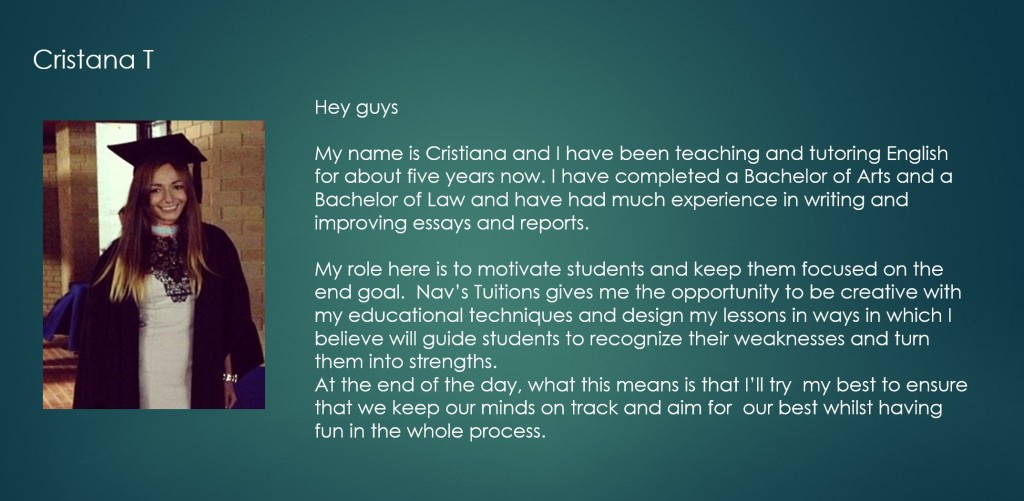 Cristana T
Hey guys
My name is Cristiana and I have been teaching and tutoring English
for about five years now. I have completed a Bachelor of Arts and a
Bachelor of Law and have had much experience in writing and
improving essays and reports.
My role here is to motivate students and keep them focused on the
end goal.  Nav's Tuitions gives me the opportunity to be creative with
my educational techniques and design my lessons in ways in which I
believe will guide students to recognize their weaknesses and turn
them into strengths.
At the end of the day, what this means is that I'll try  my best to ensure
that we keep our minds on track and aim for  our best whilst having
fun in the whole process.